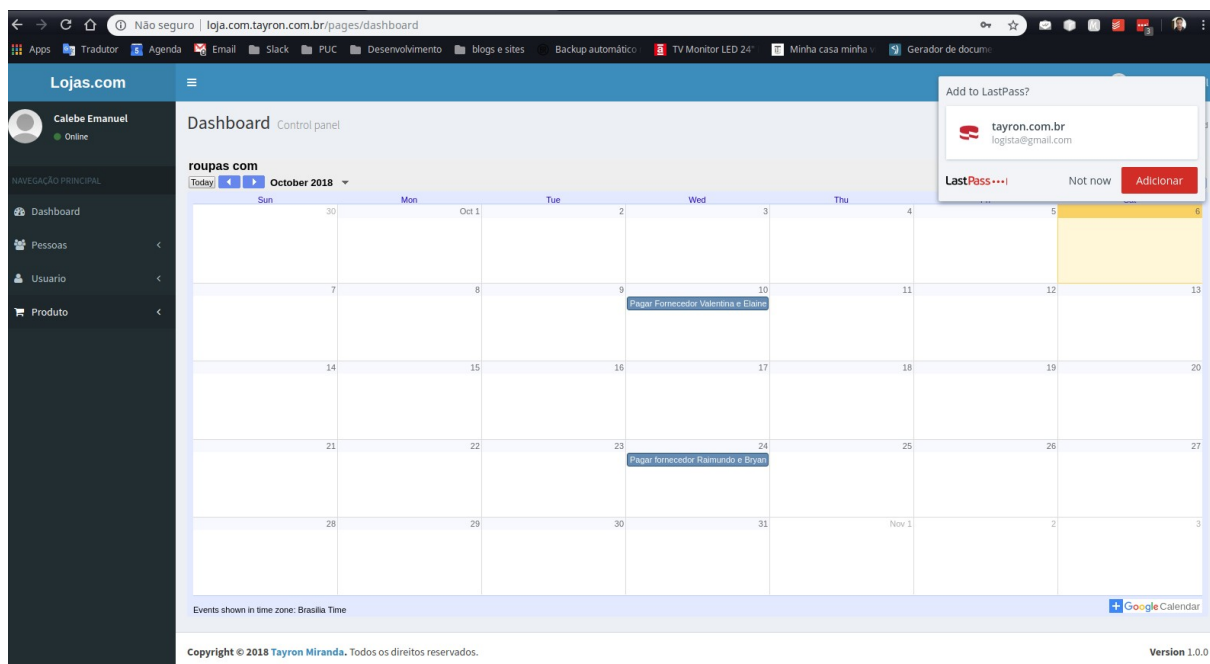 Não seguro | loja.com.tayron.com.br/pages/dashboard
Apps Tradutor Agenda Email Slack PUC Desenvolvimento blogs e sites Backup automático TV Monitor LED 24" Minha casa minha v Gerador de docume
Lojas.com
Add to LastPass?
tayron.com.br
logista@gmail.com
LastPass Not now Adicionar
Calebe Emanuel
Online
Dashboard Control panel
NAVEGAÇÃO PRINCIPAL
Dashboard
Pessoas
Usuario
Produto
roupas com
Today October 2018
Sun Mon Tue Wed Thu
30 Oct 1 2 3 4 5 6
7 8 9 10 11 12 13
Pagar Fornecedor Valentina e Elaine
14 15 16 17 18 19 20
21 22 23 24 25 26 27
Pagar fornecedor Raimundo e Bryan
28 29 30 31 Nov 1 2 3
Events shown in time zone: Brasilia Time
Google Calendar
Copyright © 2018 Tayron Miranda. Todos os direitos reservados.
Version 1.0.0